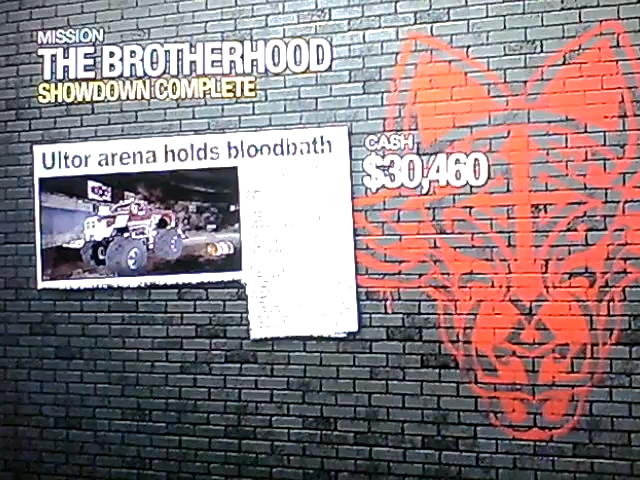 MISSION
THE BROTHERHOOD
SHOWDOWN COMPLETE
Ultor arena holds bloodbath
CASH
$30,460